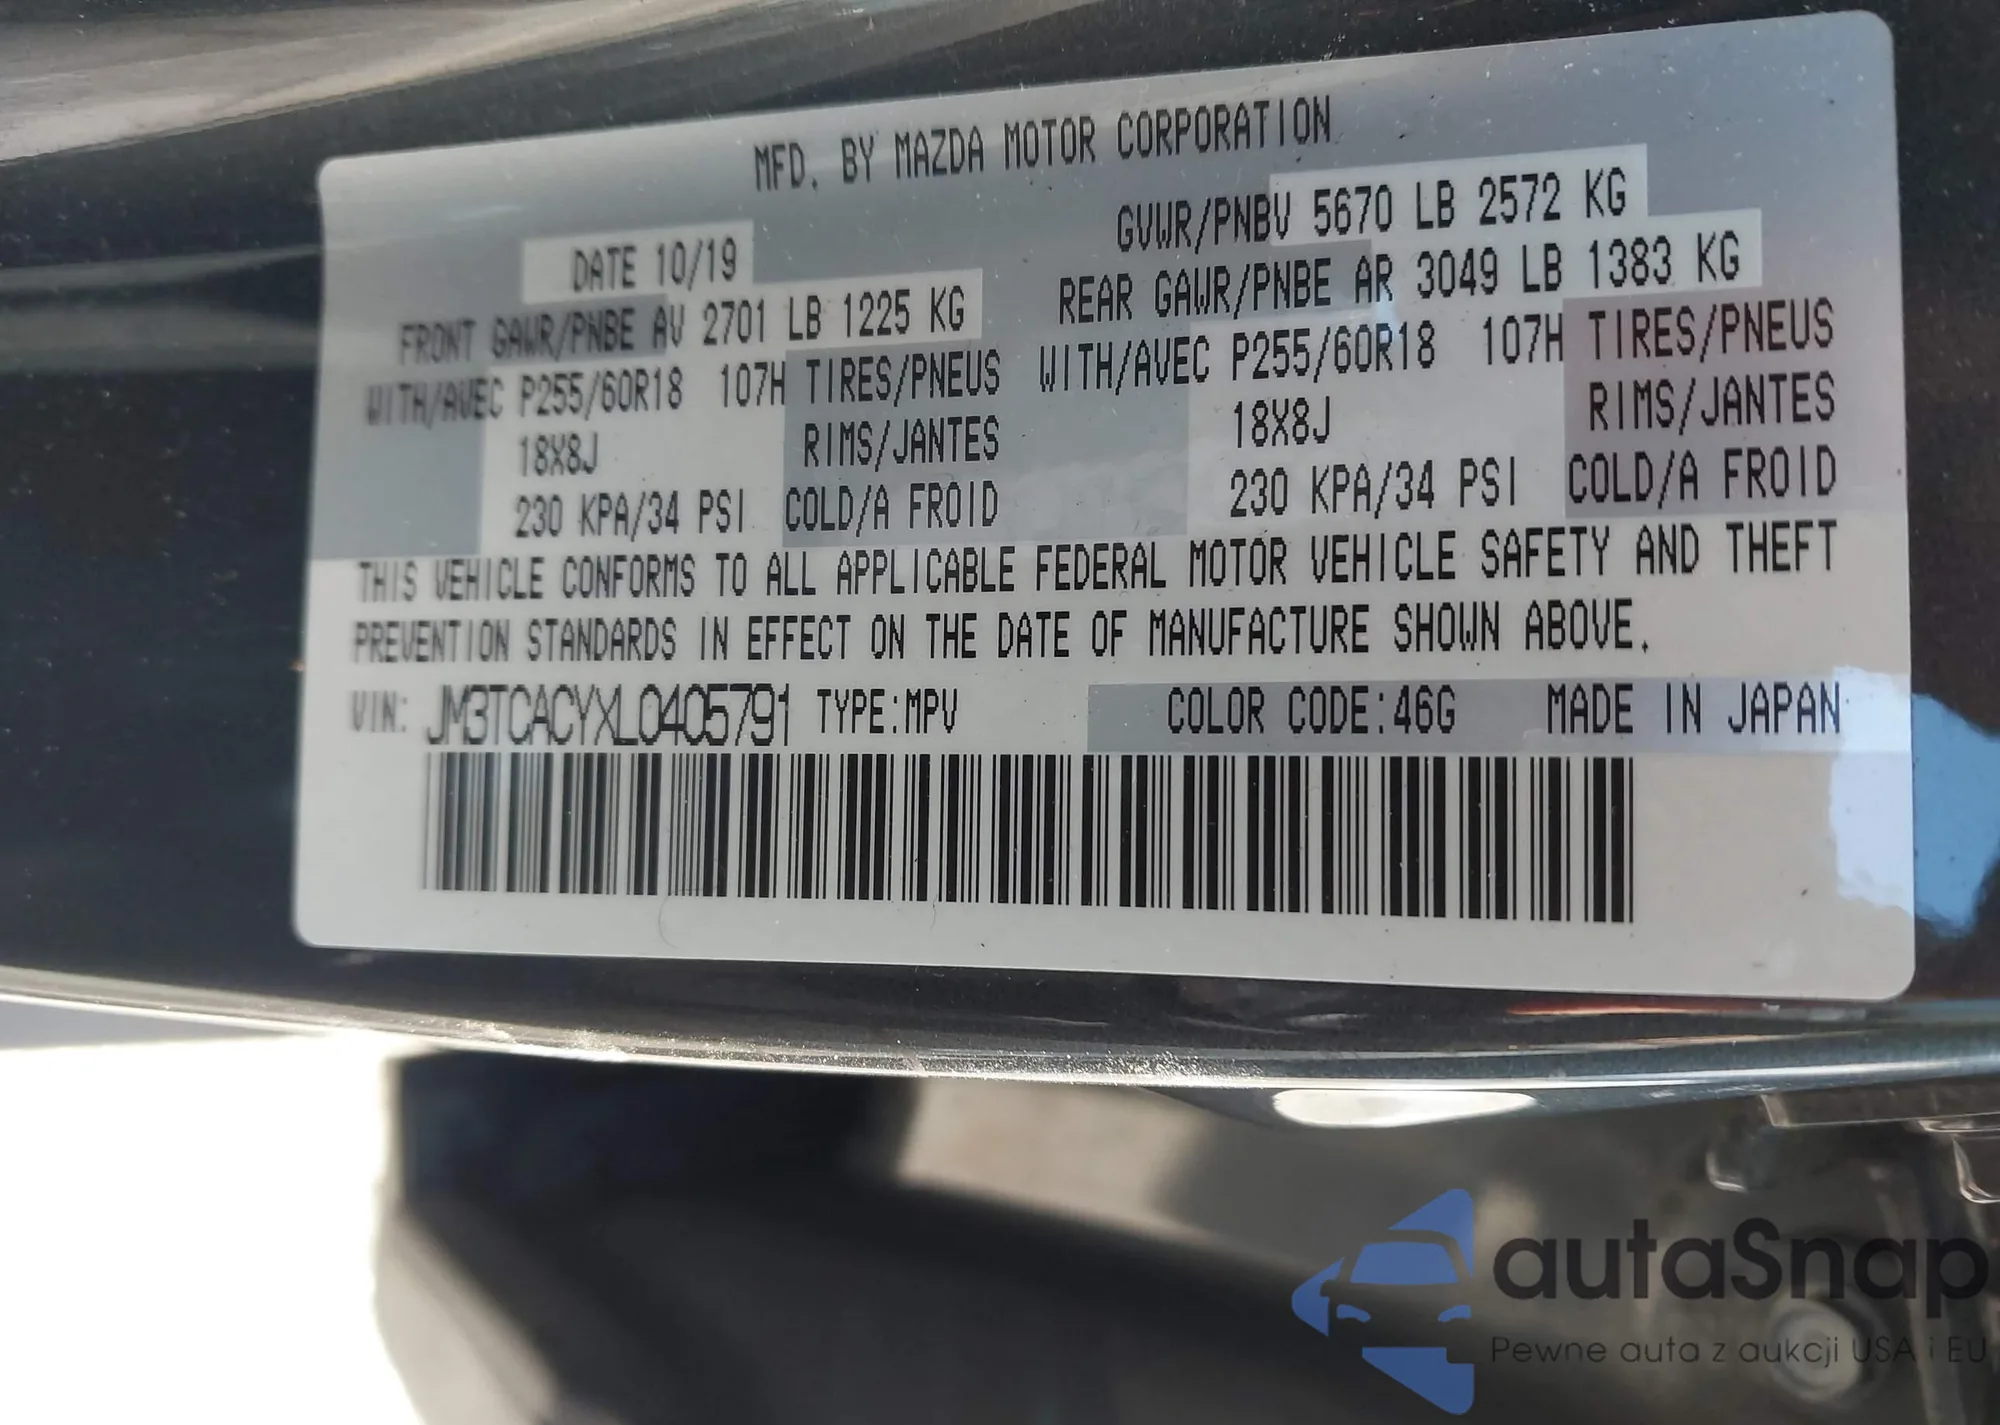 MFD. BY MAZDA MOTOR CORPORATION
DATE 10/19
GVWR/PNBV 5670 LB 2572 KG
FRONT GAWR/PNBE AV 2701 LB 1225 KG
REAR GAWR/PNBE AR 3049 LB 1383 KG
WITH/AVEC P255/60R18 107H TIRES/PNEUS
WITH/AVEC P255/60R18 107H TIRES/PNEUS
18X8J RIMS/JANTES
18X8J RIMS/JANTES
230 KPA/34 PSI COLD/A FROID
230 KPA/34 PSI COLD/A FROID
THIS VEHICLE CONFORMS TO ALL APPLICABLE FEDERAL MOTOR VEHICLE SAFETY AND THEFT
PREVENTION STANDARDS IN EFFECT ON THE DATE OF MANUFACTURE SHOWN ABOVE.
VIN: JM3TCACYXL0405791 TYPE:MPV COLOR CODE:46G MADE IN JAPAN
autaSnap
Pewne auta z aukcji USA i EU